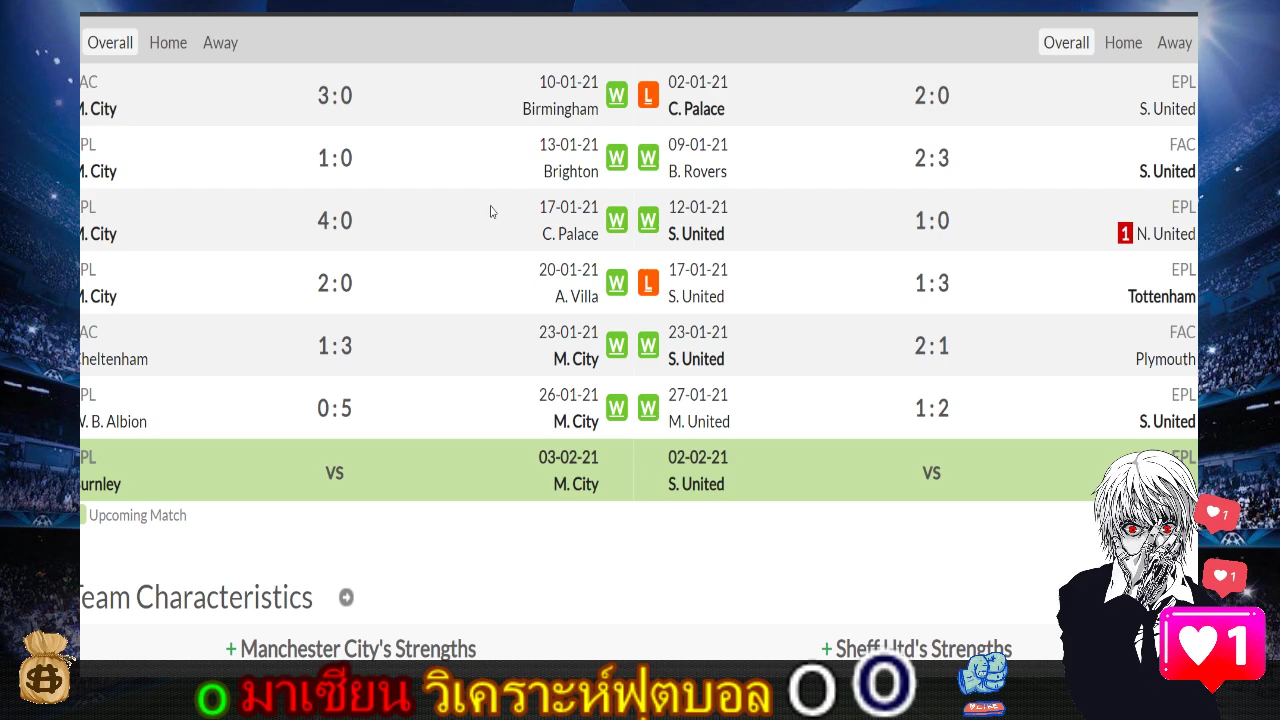 Overall Home Away Overall Home Away
AC 10-01-21 02-01-21 EPL
M. City 3:0 Birmingham W L C. Palace 2:0 S. United
PL 13-01-21 09-01-21 FAC
M. City 1:0 Brighton W W B. Rovers 2:3 S. United
PL 17-01-21 12-01-21 EPL
M. City 4:0 C. Palace W W S. United 1:0 1 N. United
PL 20-01-21 17-01-21 EPL
M. City 2:0 A. Villa W L S. United 1:3 Tottenham
AC 23-01-21 23-01-21 FAC
heltenham 1:3 M. City W W S. United 2:1 Plymouth
PL 26-01-21 27-01-21 EPL
W. B. Albion 0:5 M. City W W M. United 1:2 S. United
PL 03-02-21 02-02-21 EPL
urnley VS M. City S. United VS
Upcoming Match
Team Characteristics
+ Manchester City's Strengths + Sheff Utd's Strengths
o มาเซียน วิเคราะห์ฟุตบอล O O
LIKE
1
1
1